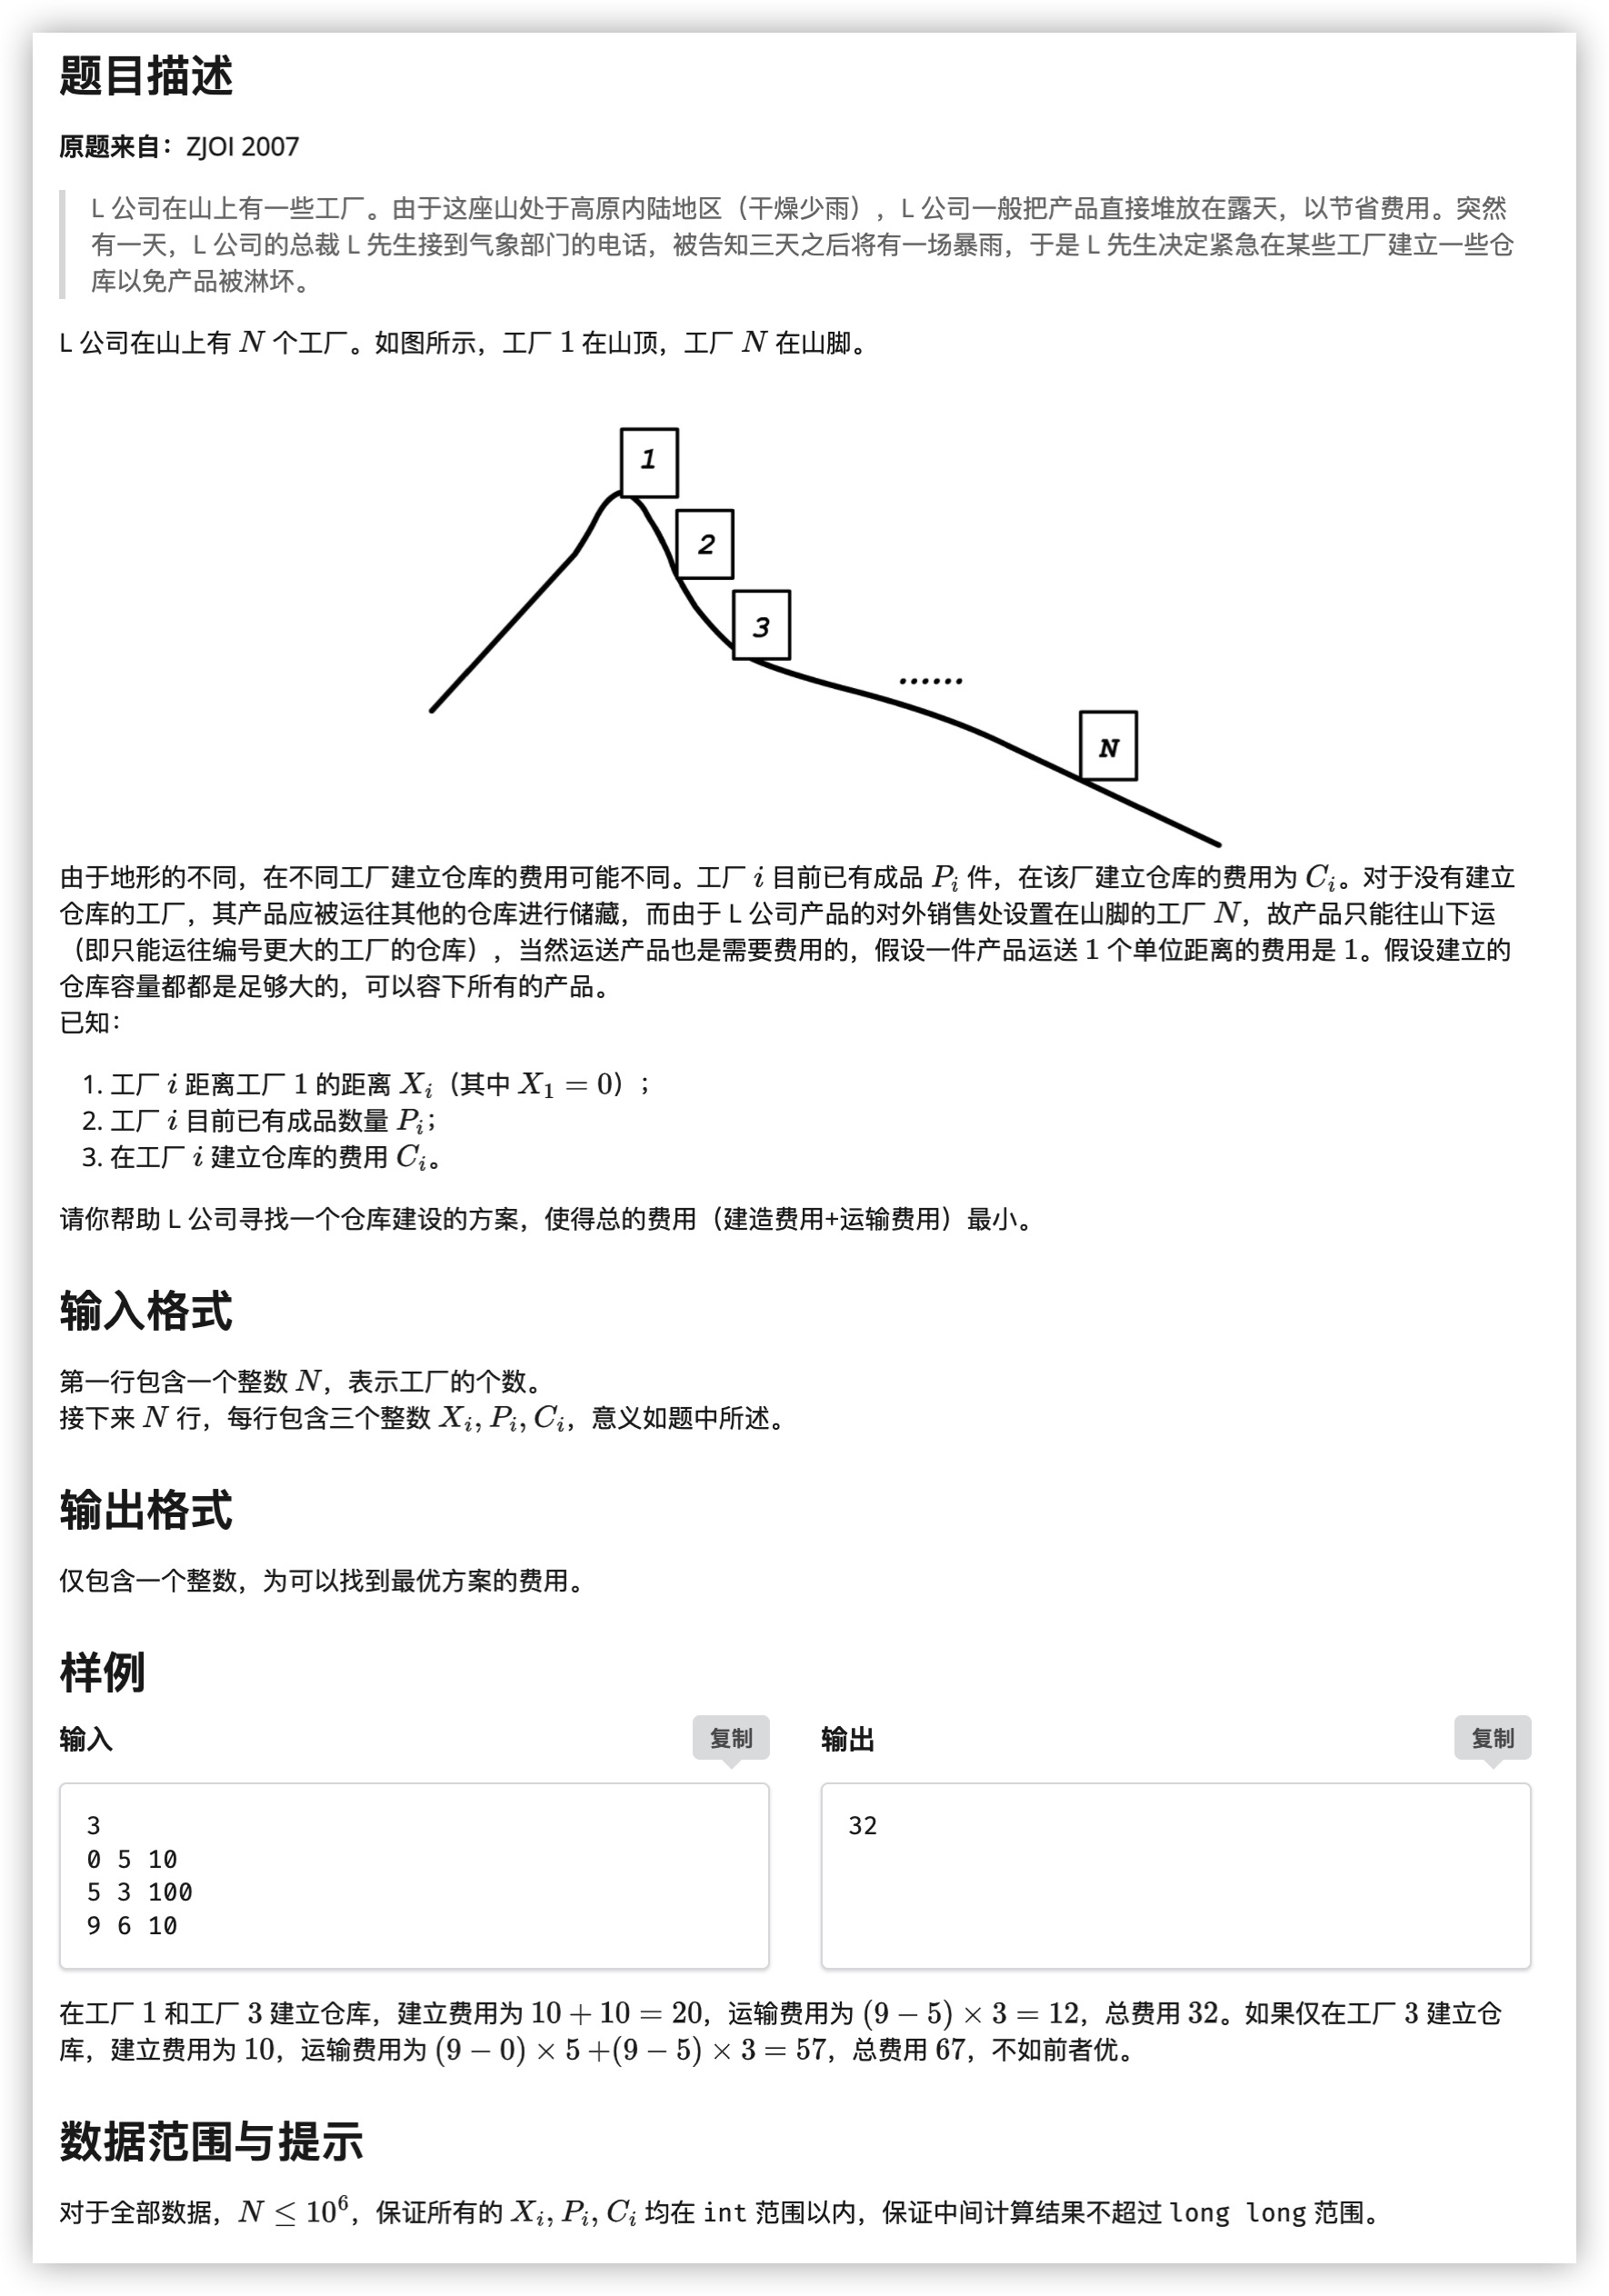 题目描述
原题来自：ZJOI 2007
L 公司在山上有一些工厂。由于这座山处于高原内陆地区（干燥少雨），L 公司一般把产品直接堆放在露天，以节省费用。突然
有一天，L 公司的总裁 L 先生接到气象部门的电话，被告知三天之后将有一场暴雨，于是 L 先生决定紧急在某些工厂建立一些仓
库以免产品被淋坏。
L 公司在山上有 N 个工厂。如图所示，工厂 1 在山顶，工厂 N 在山脚。
1
2
3
......
N
由于地形的不同，在不同工厂建立仓库的费用可能不同。工厂 i 目前已有成品 P_i 件，在该厂建立仓库的费用为 C_i。对于没有建立
仓库的工厂，其产品应被运往其他的仓库进行储藏，而由于 L 公司产品的对外销售处设置在山脚的工厂 N，故产品只能往山下运
（即只能运往编号更大的工厂的仓库），当然运送产品也是需要费用的，假设一件产品运送 1 个单位距离的费用是 1。假设建立的
仓库容量都都是足够大的，可以容下所有的产品。
已知：
1. 工厂 i 距离工厂 1 的距离 X_i（其中 X_1 = 0）；
2. 工厂 i 目前已有成品数量 P_i；
3. 在工厂 i 建立仓库的费用 C_i。
请你帮助 L 公司寻找一个仓库建设的方案，使得总的费用（建造费用+运输费用）最小。
输入格式
第一行包含一个整数 N，表示工厂的个数。
接下来 N 行，每行包含三个整数 X_i, P_i, C_i，意义如题中所述。
输出格式
仅包含一个整数，为可以找到最优方案的费用。
样例
输入 复制 输出 复制
3
0 5 10
5 3 100
9 6 10
32
在工厂 1 和工厂 3 建立仓库，建立费用为 10 + 10 = 20，运输费用为 (9 − 5) × 3 = 12，总费用 32。如果仅在工厂 3 建立仓
库，建立费用为 10，运输费用为 (9 − 0) × 5 +(9 − 5) × 3 = 57，总费用 67，不如前者优。
数据范围与提示
对于全部数据，N ≤ 10^6，保证所有的 X_i, P_i, C_i 均在 int 范围以内，保证中间计算结果不超过 long long 范围。